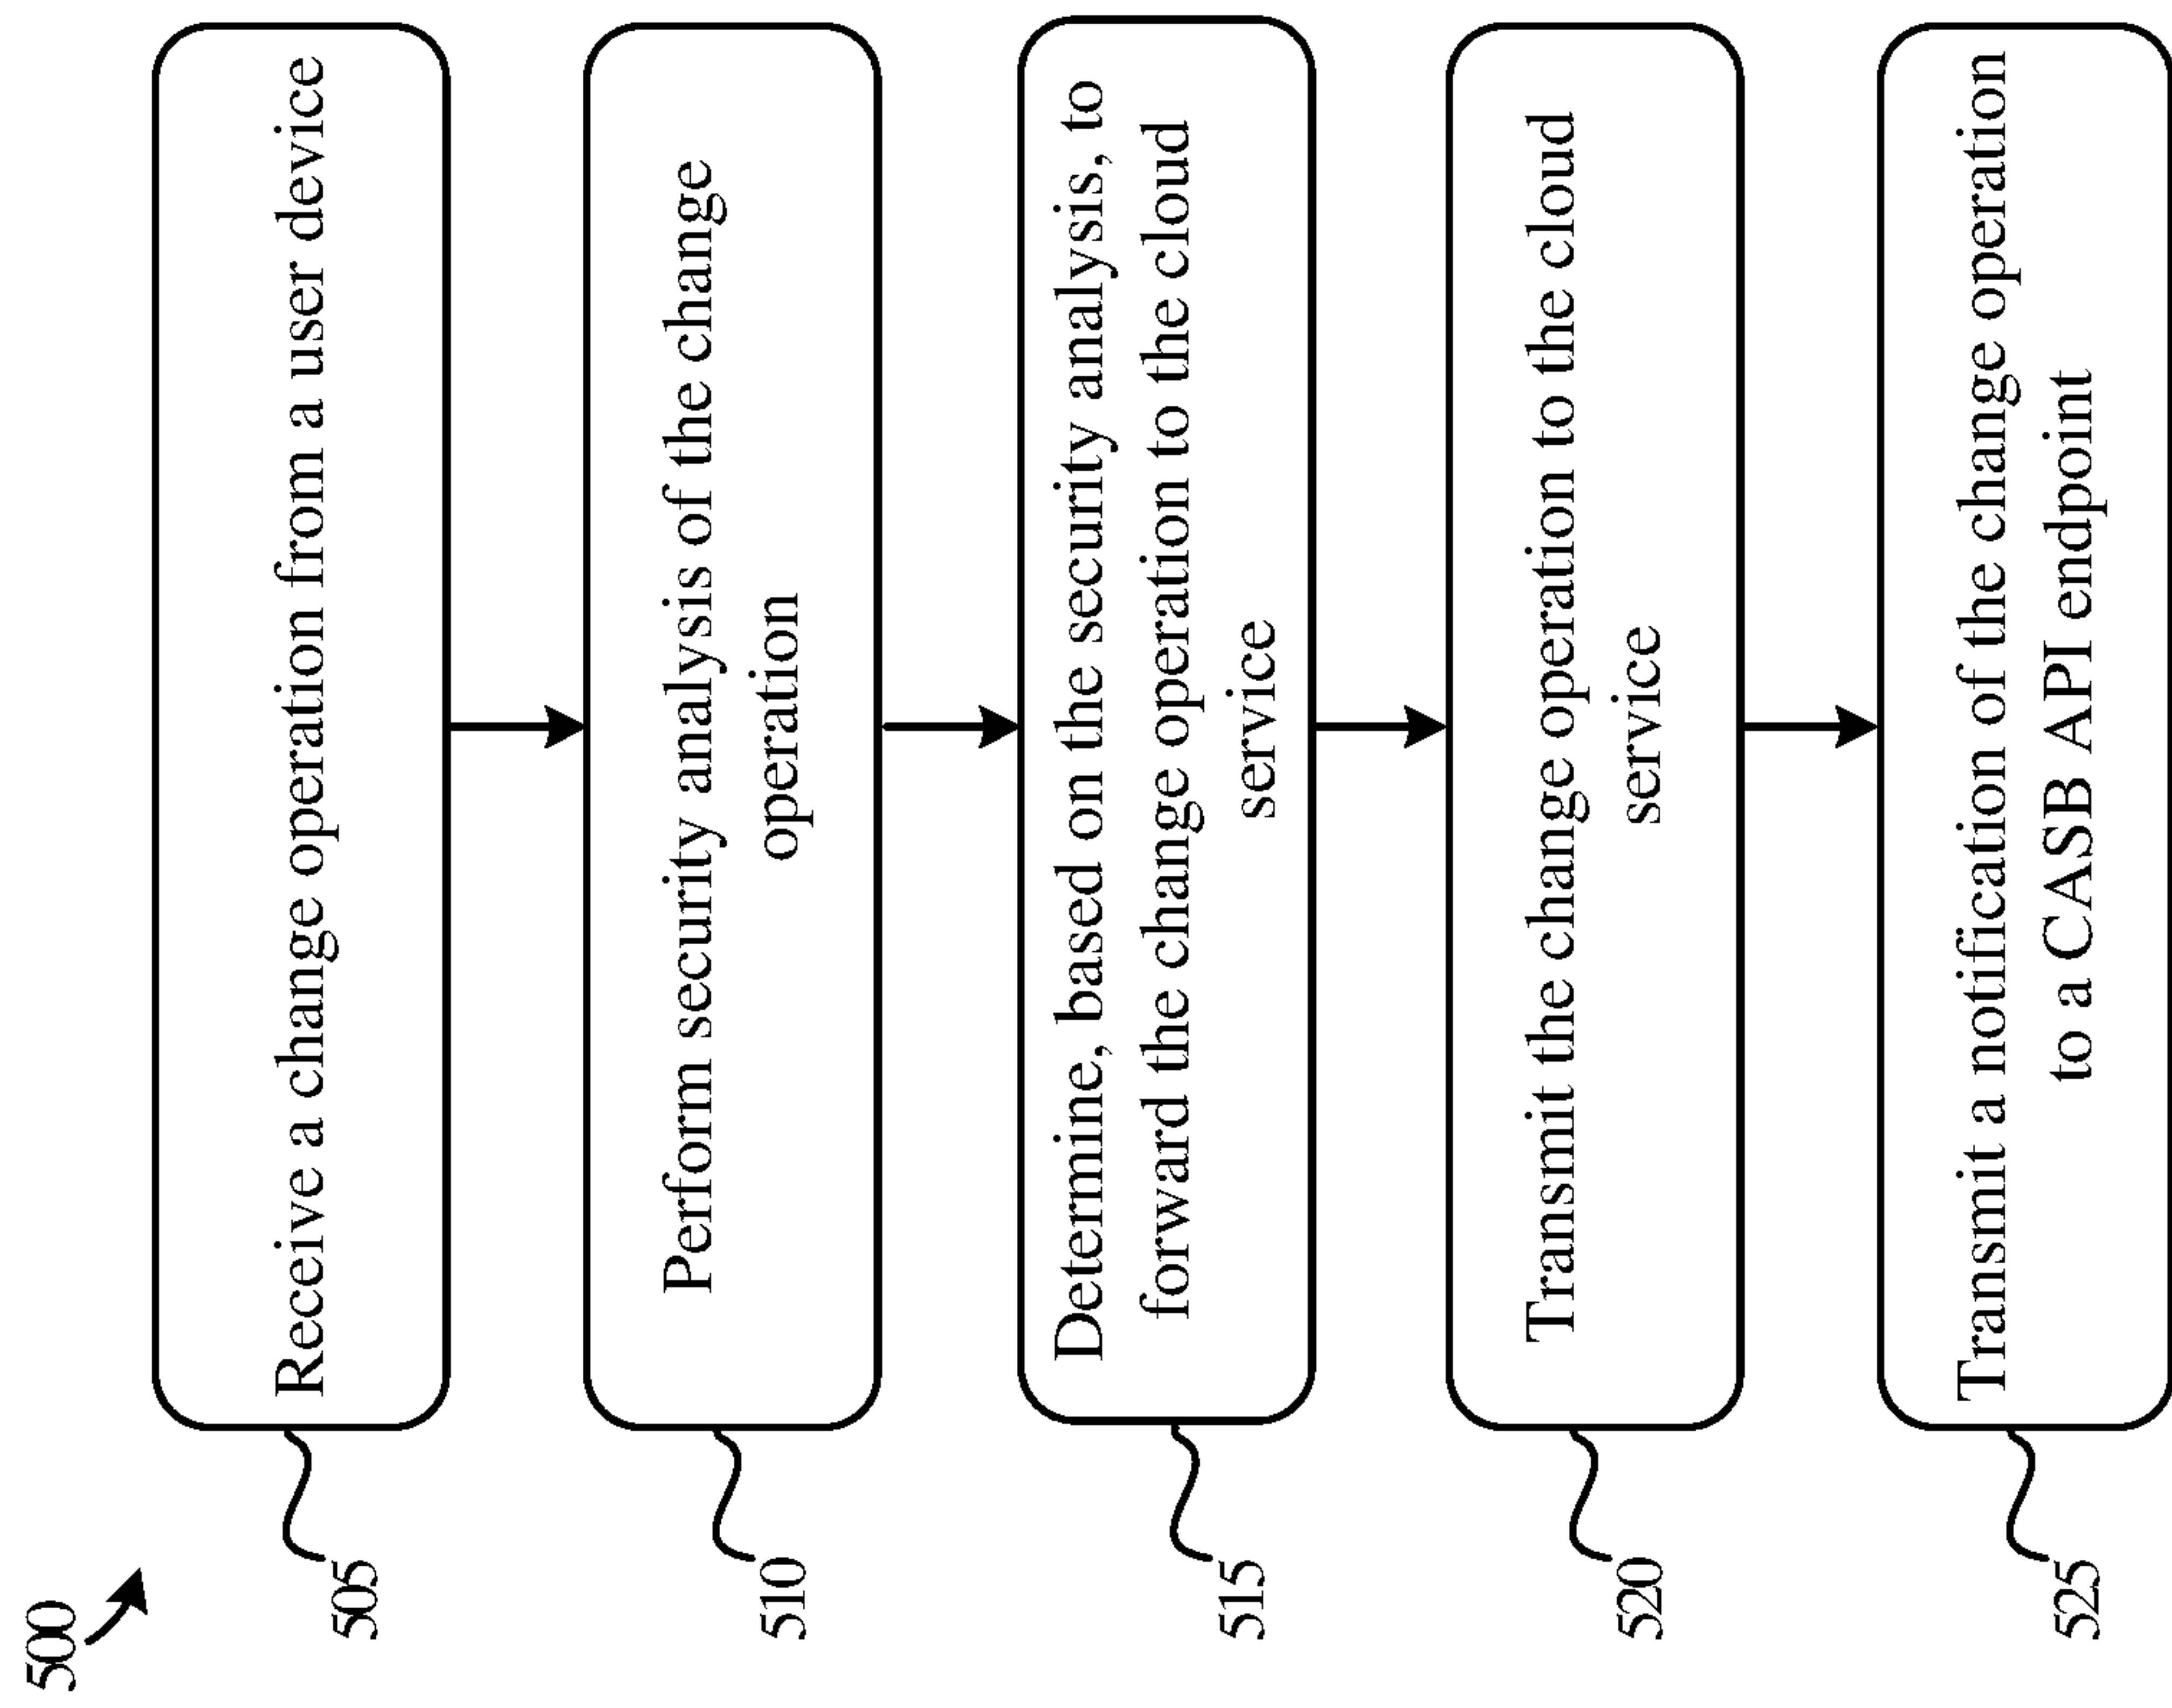 500
505
Receive a change operation from a user device
510
Perform security analysis of the change
operation
515
Determine, based on the security analysis, to
forward the change operation to the cloud
service
520
Transmit the change operation to the cloud
service
525
Transmit a notification of the change operation
to a CASB API endpoint